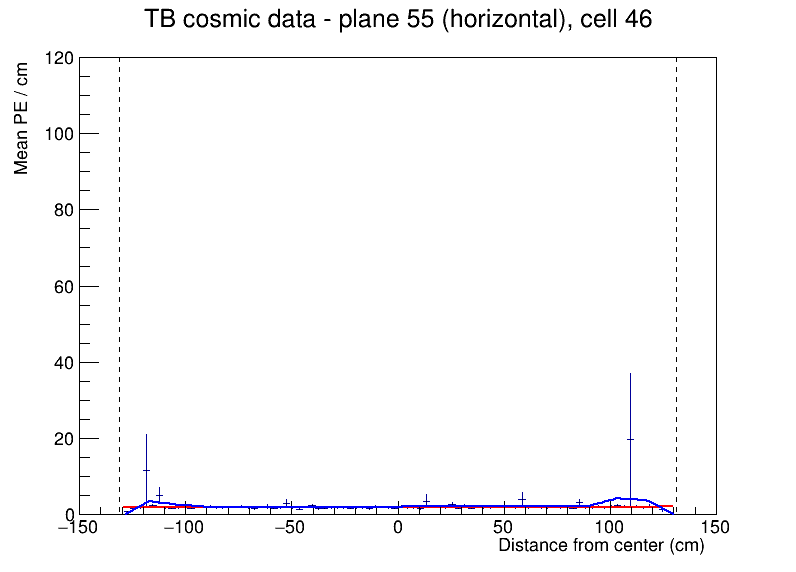 TB cosmic data - plane 55 (horizontal), cell 46
Mean PE / cm
120
100
80
60
40
20
0
−150 −100 −50 0 50 100 150
Distance from center (cm)